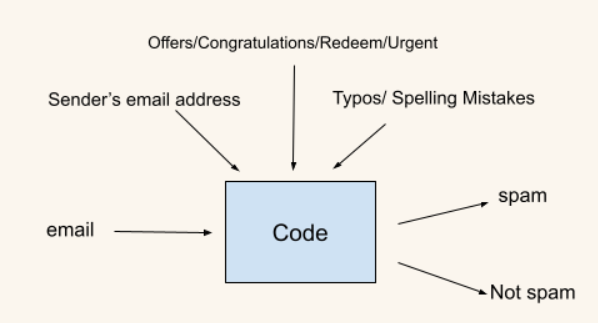 Offers/Congratulations/Redeem/Urgent
Sender's email address
Typos/ Spelling Mistakes
email
Code
spam
Not spam